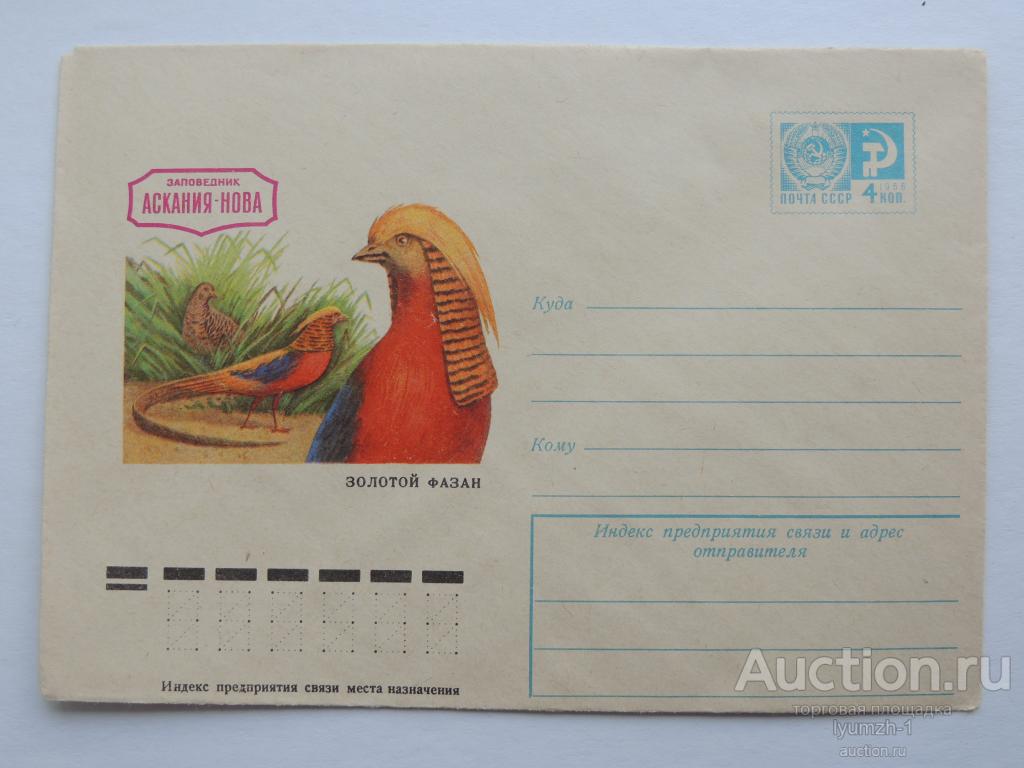 ЗАПОВЕДНИК
АСКАНИЯ-НОВА
1966
ПОЧТА СССР 4 КОП.
Куда
ЗОЛОТОЙ ФАЗАН
Кому
Индекс предприятия связи и адрес
отправителя
Индекс предприятия связи места назначения
Auction.ru
торговая площадка
lyumzh-1
auction.ru